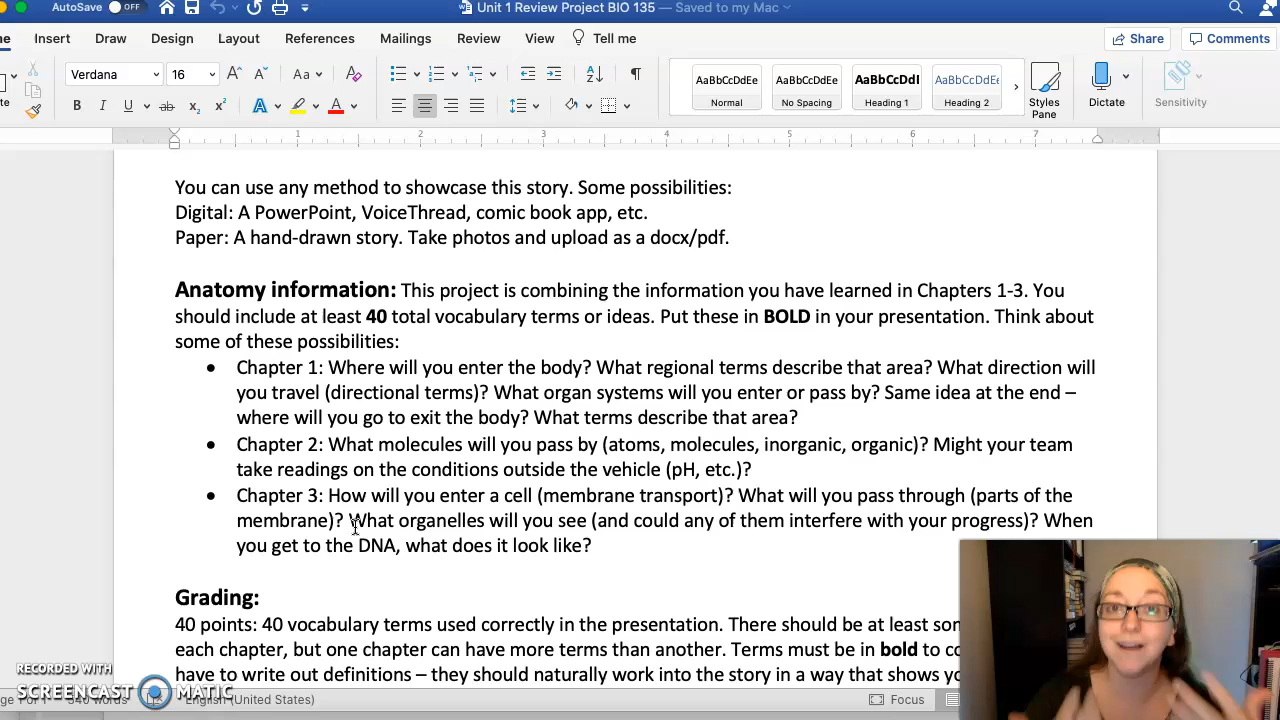 AutoSave OFF Unit 1 Review Project BIO 135 — Saved to my Mac
Insert Draw Design Layout References Mailings Review View Tell me Share Comments
Verdana 16 Aa AaBbCcDdEe AaBbCcDdEe AaBbCcDdI AaBbCcDdEe
Normal No Spacing Heading 1 Heading 2 Styles Pane Dictate Sensitivity
1 2 3 4 5 6 7
You can use any method to showcase this story. Some possibilities:
Digital: A PowerPoint, VoiceThread, comic book app, etc.
Paper: A hand-drawn story. Take photos and upload as a docx/pdf.
Anatomy information: This project is combining the information you have learned in Chapters 1-3. You
should include at least 40 total vocabulary terms or ideas. Put these in BOLD in your presentation. Think about
some of these possibilities:
• Chapter 1: Where will you enter the body? What regional terms describe that area? What direction will
you travel (directional terms)? What organ systems will you enter or pass by? Same idea at the end –
where will you go to exit the body? What terms describe that area?
• Chapter 2: What molecules will you pass by (atoms, molecules, inorganic, organic)? Might your team
take readings on the conditions outside the vehicle (pH, etc.)?
• Chapter 3: How will you enter a cell (membrane transport)? What will you pass through (parts of the
membrane)? What organelles will you see (and could any of them interfere with your progress)? When
you get to the DNA, what does it look like?
Grading:
40 points: 40 vocabulary terms used correctly in the presentation. There should be at least
each chapter, but one chapter can have more terms than another. Terms must be in bold to
have to write out definitions – they should naturally work into the story in a way that shows
RECORDED WITH
SCREENCAST MATIC
540 words English (United States) Focus